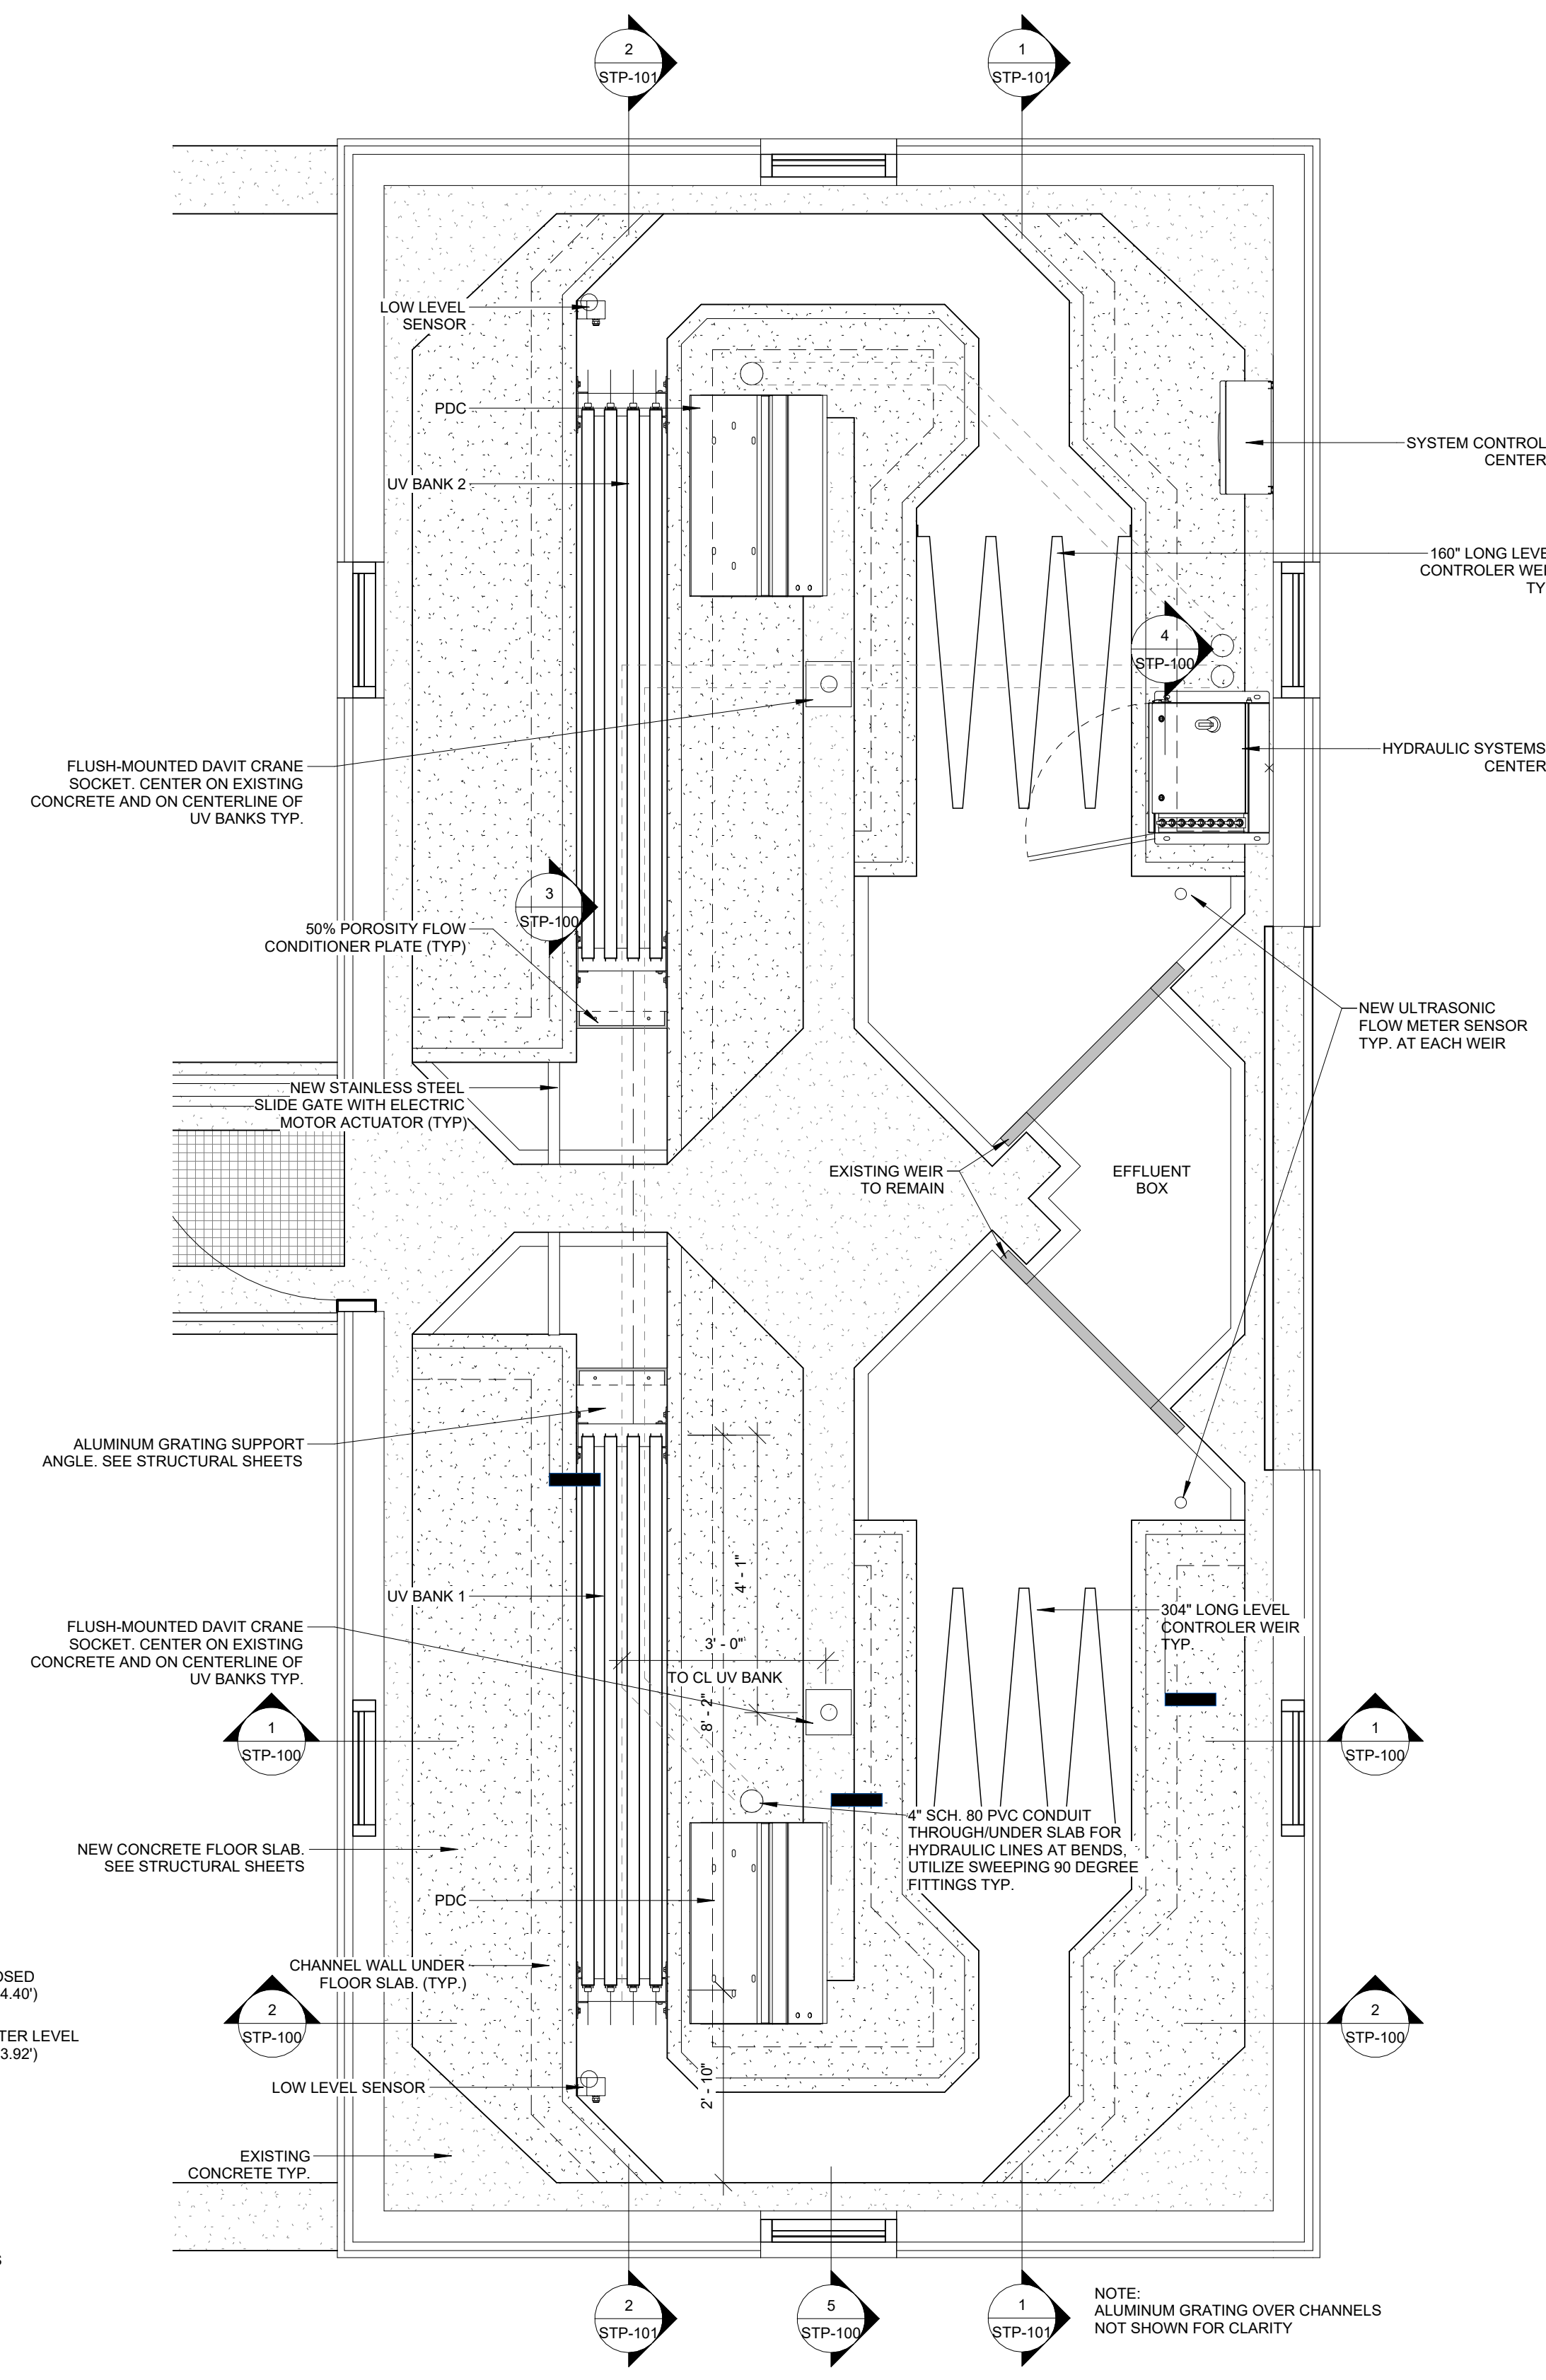 2
STP-101
1
STP-101
LOW LEVEL
SENSOR
PDC
UV BANK 2
SYSTEM CONTROL
CENTER
160" LONG LEVE
CONTROLER WEI
TY
4
STP-100
FLUSH-MOUNTED DAVIT CRANE
SOCKET. CENTER ON EXISTING
CONCRETE AND ON CENTERLINE OF
UV BANKS TYP.
HYDRAULIC SYSTEMS
CENTER
3
STP-100
50% POROSITY FLOW
CONDITIONER PLATE (TYP)
NEW ULTRASONIC
FLOW METER SENSOR
TYP. AT EACH WEIR
NEW STAINLESS STEEL
SLIDE GATE WITH ELECTRIC
MOTOR ACTUATOR (TYP)
EXISTING WEIR
TO REMAIN
EFFLUENT
BOX
ALUMINUM GRATING SUPPORT
ANGLE. SEE STRUCTURAL SHEETS
4' - 1"
UV BANK 1
304" LONG LEVEL
CONTROLER WEIR
TYP.
FLUSH-MOUNTED DAVIT CRANE
SOCKET. CENTER ON EXISTING
CONCRETE AND ON CENTERLINE OF
UV BANKS TYP.
3' - 0"
TO CL UV BANK
8' - 2"
1
STP-100
1
STP-100
4" SCH. 80 PVC CONDUIT
THROUGH/UNDER SLAB FOR
HYDRAULIC LINES AT BENDS,
UTILIZE SWEEPING 90 DEGREE
FITTINGS TYP.
NEW CONCRETE FLOOR SLAB.
SEE STRUCTURAL SHEETS
PDC
CHANNEL WALL UNDER
FLOOR SLAB. (TYP.)
OSED
4.40')
2
STP-100
2
STP-100
TER LEVEL
3.92')
LOW LEVEL SENSOR
2' - 10"
EXISTING
CONCRETE TYP.
S
2
STP-101
5
STP-100
1
STP-101
NOTE:
ALUMINUM GRATING OVER CHANNELS
NOT SHOWN FOR CLARITY